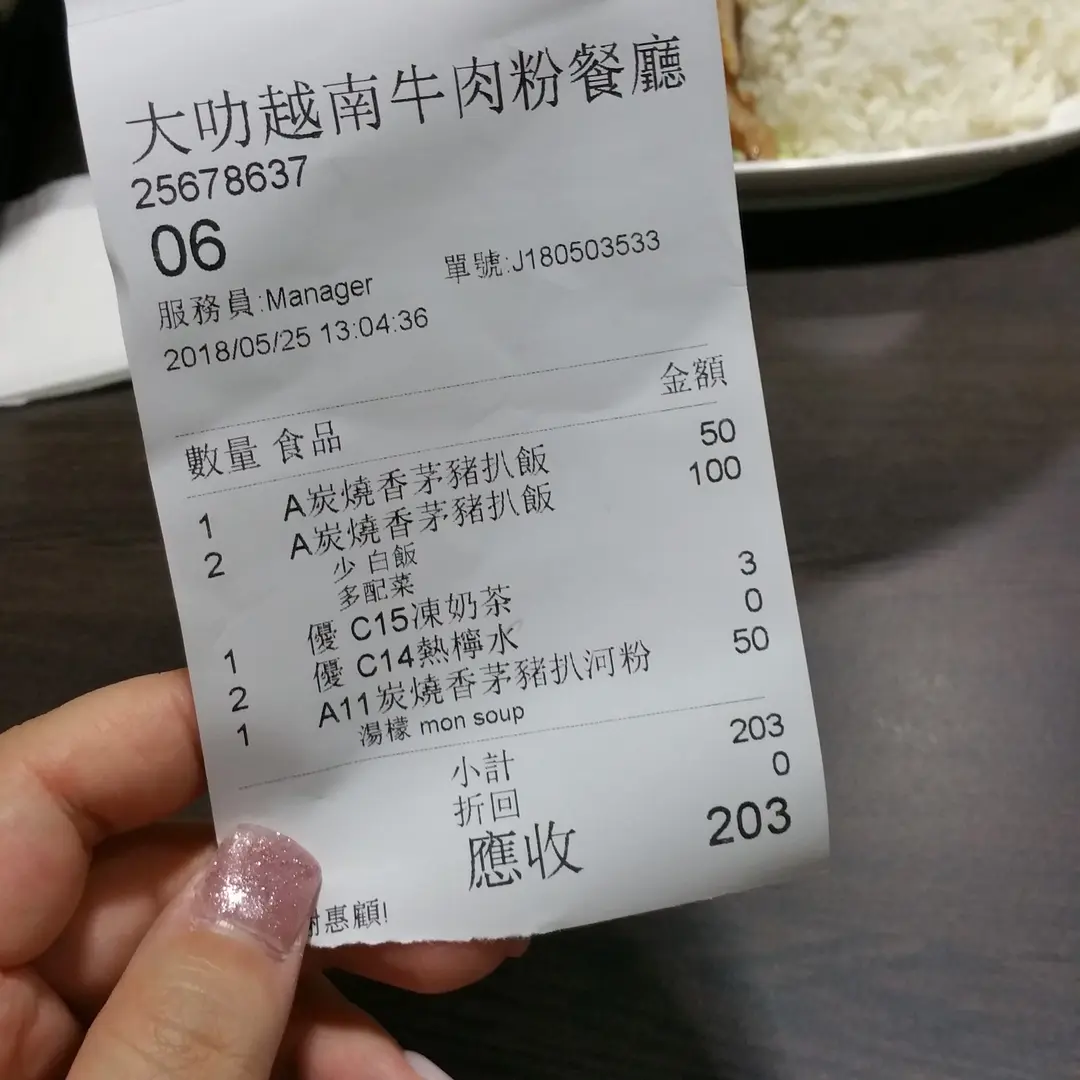 大叻越南牛肉粉餐廳
25678637
06
服務員:Manager 單號:J180503533
2018/05/25 13:04:36
數量 食品 金額
1 A炭燒香茅豬扒飯 50
2 A炭燒香茅豬扒飯 100
少 白飯
多配菜
1 優 C15凍奶茶 3
2 優 C14熱檸水 0
1 A11炭燒香茅豬扒河粉 50
湯檬 mon soup
小計 203
折回 0
應收 203
惠顧!